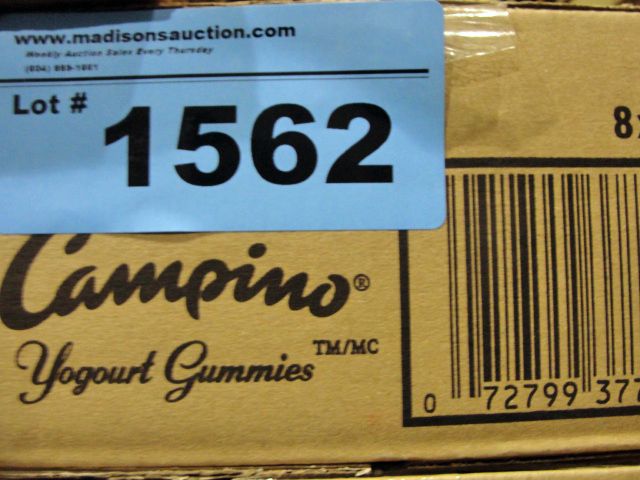 www.madisonsauction.com
Weekly Auction Sales Every Thursday
Lot # 1562
Campino®
Yogourt Gummies TM/MC
8
0 72799 377